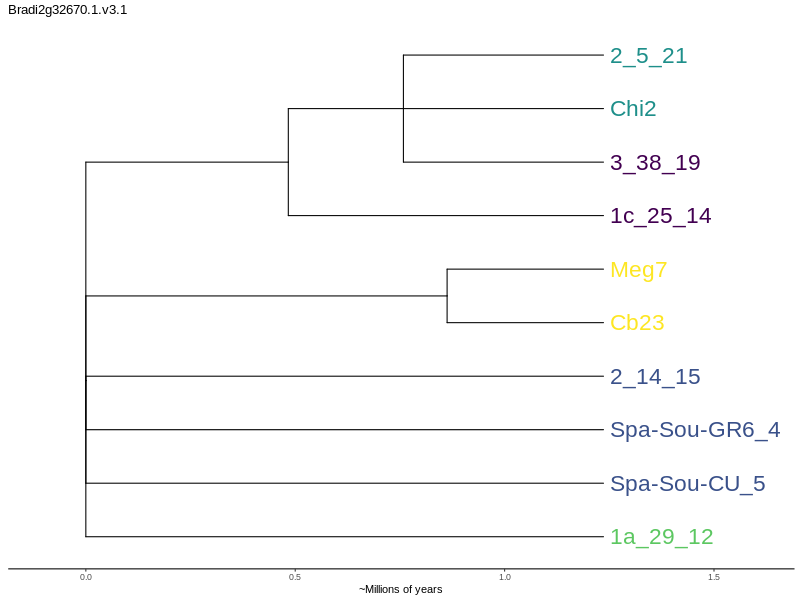 Bradi2g32670.1.v3.1
2_5_21
Chi2
3_38_19
1c_25_14
Meg7
Cb23
2_14_15
Spa-Sou-GR6_4
Spa-Sou-CU_5
1a_29_12
0.0 0.5 1.0 1.5
~Millions of years